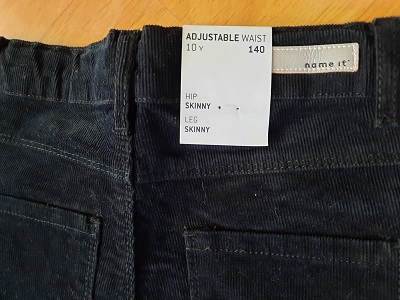 ADJUSTABLE WAIST
10 Y 140
name it
HIP
SKINNY
LEG
SKINNY